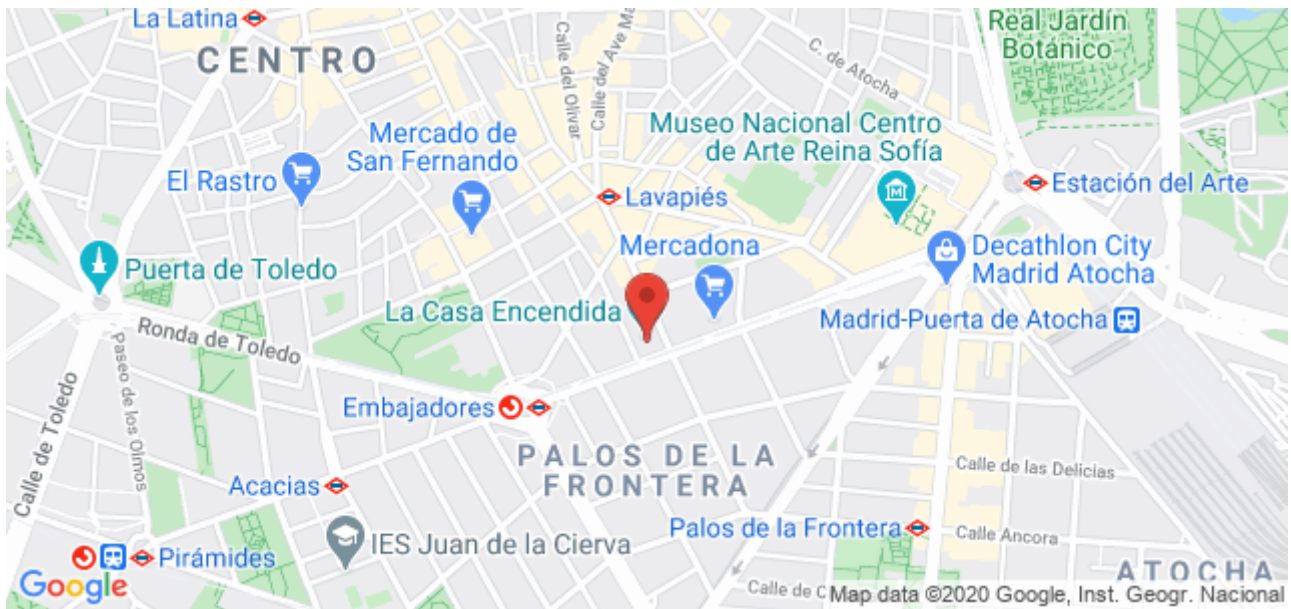 La Latina
CENTRO
Calle del Olivar
Calle del Ave Ma
C. de Atocha
Real Jardín
Botánico
Mercado de
San Fernando
Museo Nacional Centro
de Arte Reina Sofía
El Rastro
Lavapiés
Estación del Arte
Puerta de Toledo
Mercadona
Decathlon City
Madrid Atocha
La Casa Encendida
Madrid-Puerta de Atocha
Ronda de Toledo
Paseo de los Olmos
Calle de Toledo
Embajadores
PALOS DE LA
FRONTERA
Calle de las Delicias
Acacias
Palos de la Frontera
Calle Ancora
IES Juan de la Cierva
Pirámides
ATOCHA
Google
Calle de C
Map data ©2020 Google, Inst. Geogr. Nacional